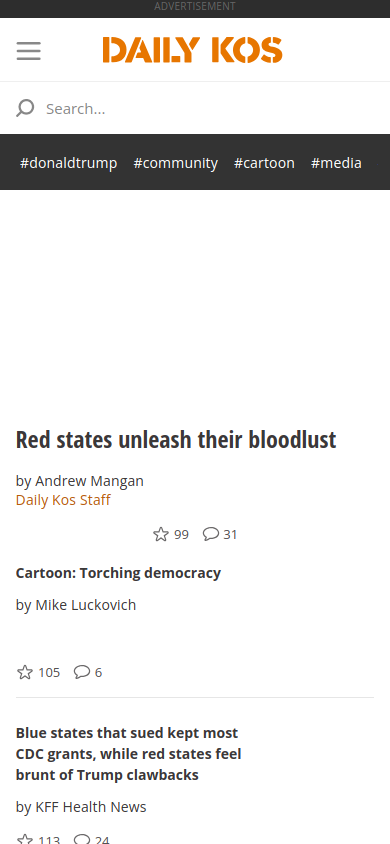 ADVERTISEMENT
DAILY KOS
Search...
#donaldtrump #community #cartoon #media
Red states unleash their bloodlust
by Andrew Mangan
Daily Kos Staff
99 31
Cartoon: Torching democracy
by Mike Luckovich
105 6
Blue states that sued kept most
CDC grants, while red states feel
brunt of Trump clawbacks
by KFF Health News
113 24